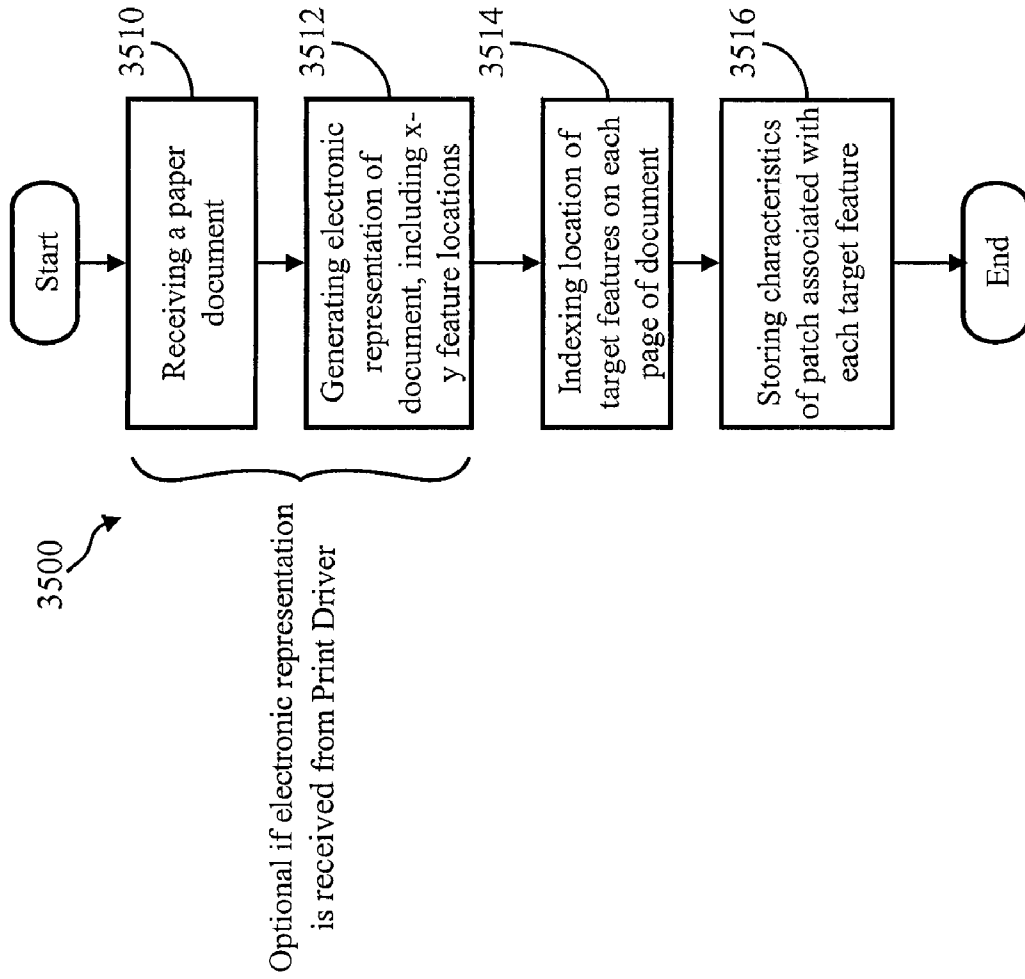 3500
Start
Receiving a paper
document
3510
Generating electronic
representation of
document, including x-
y feature locations
3512
Optional if electronic representation
is received from Print Driver
Indexing location of
target features on each
page of document
3514
Storing characteristics
of patch associated with
each target feature
3516
End